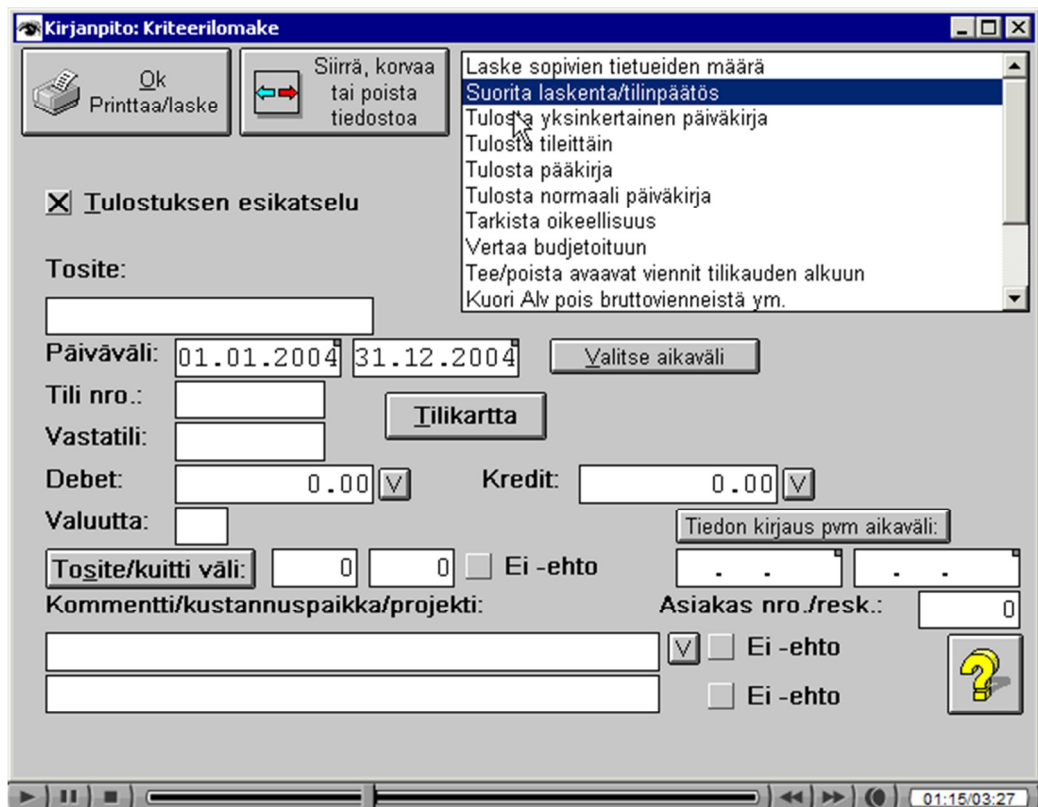 Kirjanpito: Kriteerilomake
Ok
Printtaa/laske
Siirrä, korvaa
tai poista
tiedostoa
Laske sopivien tietueiden määrä
Suorita laskenta/tilinpäätös
Tulosta yksinkertainen päiväkirja
Tulosta tileittäin
Tulosta pääkirja
Tulosta normaali päiväkirja
Tarkista oikeellisuus
Vertaa budjetoituun
Tee/poista avaavat viennit tilikauden alkuun
Kuori Alv pois bruttovienneistä ym.
X Tulostuksen esikatselu
Tosite:
Päiväväli: 01.01.2004 31.12.2004 Valitse aikaväli
Tili nro.:
Tilikartta
Vastatili:
Debet: 0.00 V Kredit: 0.00 V
Valuutta:
Tiedon kirjaus pvm aikaväli:
Tosite/kuitti väli: 0 0 Ei -ehto . . . .
Kommentti/kustannuspaikka/projekti: Asiakas nro./resk.: 0
V Ei -ehto
?
Ei -ehto
01:15/03:27